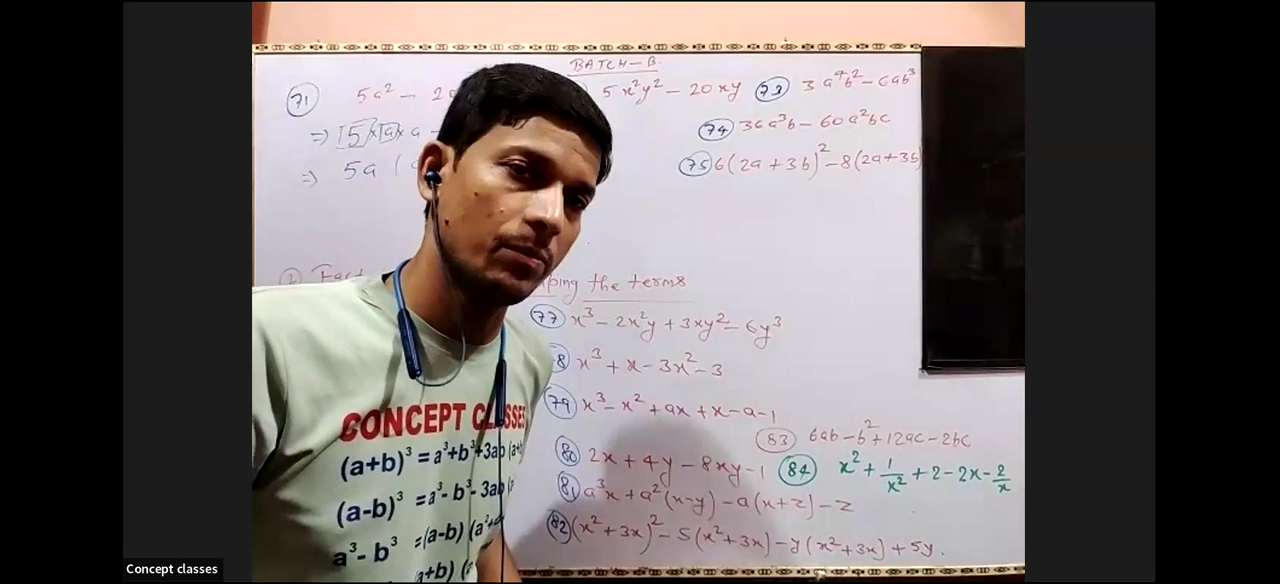 BATCH-B
71 5a² - 2
5x²y² - 20xy
73 3a⁴b² - 6ab³
⇒ 5×a×a -
74 36a³b - 60a²bc
⇒ 5a (
75 6(2a+3b)² - 8(2a+3b)
ping the terms
77 x³ - 2x²y + 3xy² - 6y³
8 x³ + x - 3x² - 3
79 x³ - x² + ax + x - a - 1
83 6ab - b² + 12ac - 2bc
80 2x + 4y - 8xy - 1
84 x² + 1/x² + 2 - 2x - 2/x
81 a³x + a²(x-y) - a(x+z) - z
82 (x²+3x)² - 5(x²+3x) - y(x²+3x) + 5y.
CONCEPT CLASSES
(a+b)³ = a³+b³+3ab(a+
(a-b)³ = a³-b³-3ab(a
a³-b³ =(a-b)(a²+
a+b)(
Concept classes